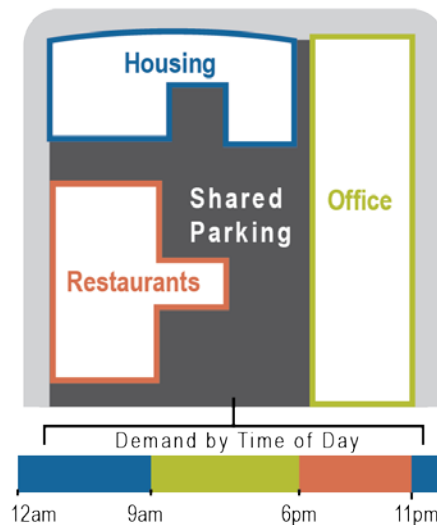 Housing
Shared
Parking
Office
Restaurants
Demand by Time of Day
12am 9am 6pm 11pm